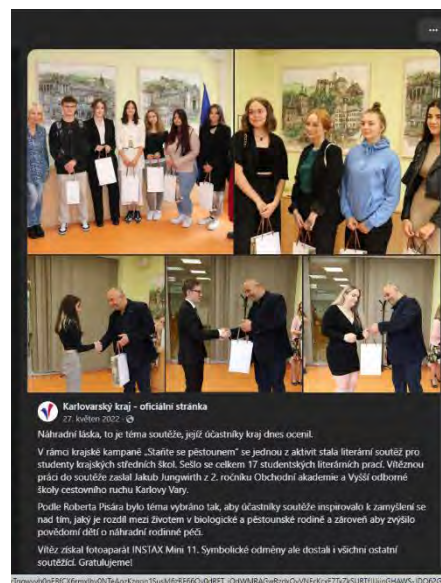 Karlovarský kraj - oficiální stránka
27. květen 2022
Náhradní láska, to je téma soutěže, jejíž účastníky kraj dnes ocenil.
V rámci krajské kampaně „Staňte se pěstounem" se jednou z aktivit stala literární soutěž pro
studenty krajských středních škol. Sešlo se celkem 17 studentských literárních prací. Vítěznou
práci do soutěže zaslal Jakub Jungwirth z 2. ročníku Obchodní akademie a Vyšší odborné
školy cestovního ruchu Karlovy Vary.
Podle Roberta Pisára bylo téma vybráno tak, aby účastníky soutěže inspirovalo k zamyšlení se
nad tím, jaký je rozdíl mezi životem v biologické a pěstounské rodině a zároveň aby zvýšilo
povědomí dětí o náhradní rodinné péči.
Vítěz získal fotoaparát INSTAX Mini 11. Symbolické odměny ale dostali i všichni ostatní
soutěžící. Gratulujeme!